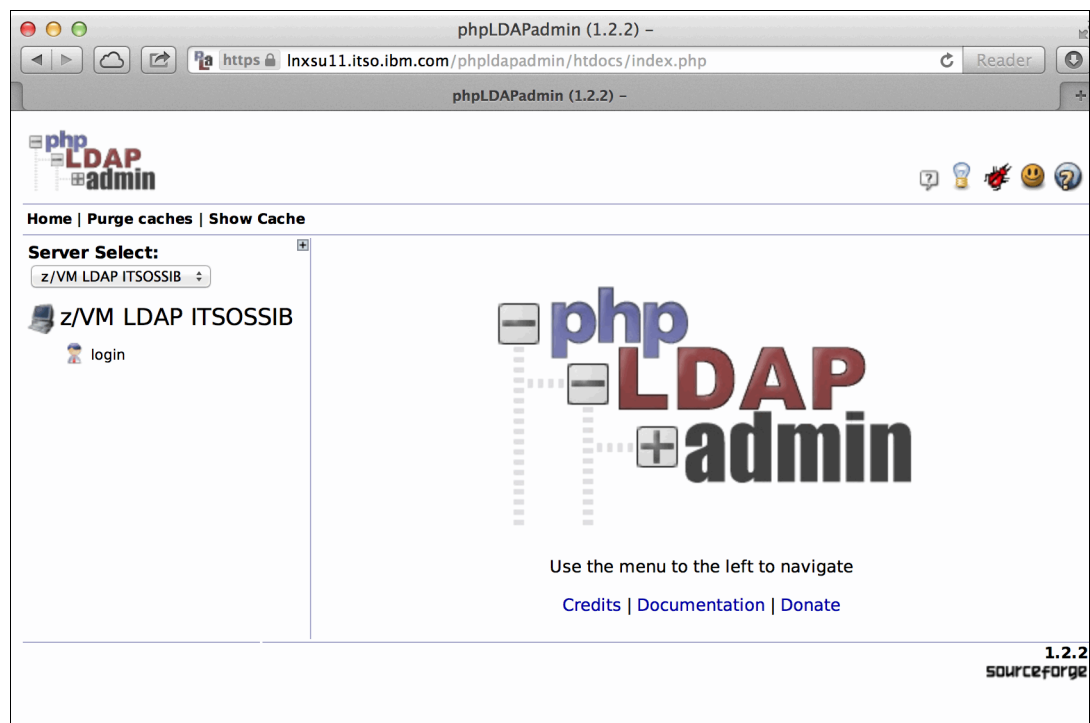 phpLDAPadmin (1.2.2) –
https lnxsu11.itso.ibm.com/phpldapadmin/htdocs/index.php
Reader
phpLDAPadmin (1.2.2) –
php
LDAP
admin
Home | Purge caches | Show Cache
Server Select:
z/VM LDAP ITSOSSIB
z/VM LDAP ITSOSSIB
login
php
LDAP
admin
Use the menu to the left to navigate
Credits | Documentation | Donate
1.2.2
sourceforge